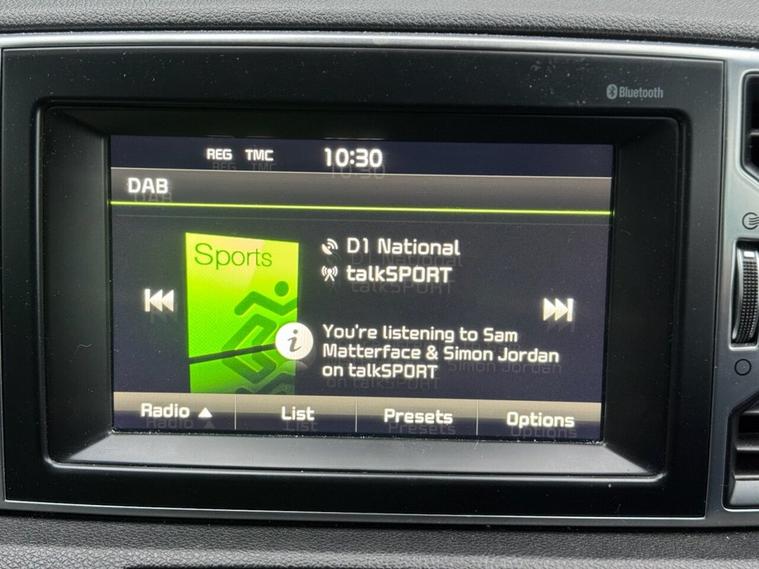 Bluetooth
REG TMC 10:30
DAB
Sports
D1 National
talkSPORT
You're listening to Sam
Matterface & Simon Jordan
on talkSPORT
Radio List Presets Options